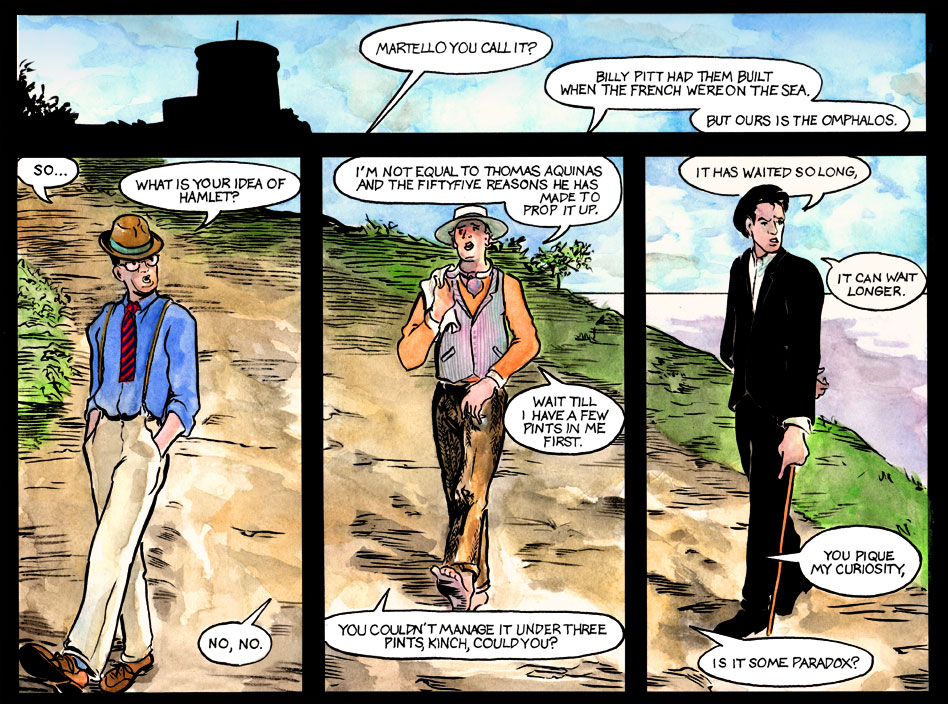 MARTELLO YOU CALL IT?
BILLY PITT HAD THEM BUILT
WHEN THE FRENCH WERE ON THE SEA.
BUT OURS IS THE OMPHALOS.
SO...
WHAT IS YOUR IDEA OF
HAMLET?
NO, NO.
I'M NOT EQUAL TO THOMAS AQUINAS
AND THE FIFTYFIVE REASONS HE HAS
MADE TO
PROP IT UP.
WAIT TILL
I HAVE A FEW
PINTS IN ME
FIRST.
YOU COULDN'T MANAGE IT UNDER THREE
PINTS, KINCH, COULD YOU?
IT HAS WAITED SO LONG,
IT CAN WAIT
LONGER.
YOU PIQUE
MY CURIOSITY,
IS IT SOME PARADOX?